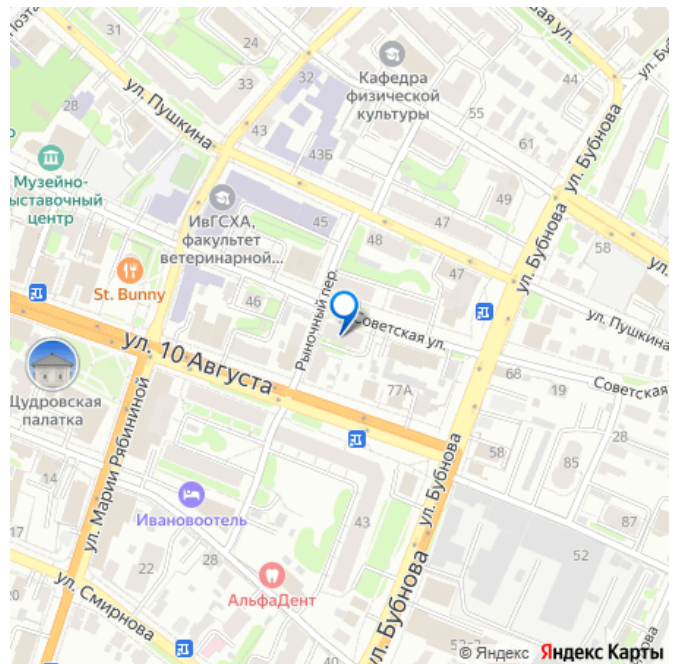 31
24
44
ул. Пушкина
28
32
Кафедра
физической
культуры
43
55
ул. Бубнова
43Б
61
Музейно-
центр
49
ИвГСХА,
факультет
ветеринарной...
45
47
48
58
St. Bunny
46
47
ул. Бубнова
Рыночный пер.
Советская ул.
ул. Пушкина
ул. 10 Августа
68
19
Советская
77А
Щудровская
палатка
28
58
85
14
ул. Марии Рябининой
ул. Бубнова
Ивановоотель
43
87
17
22
28
52
АльфаДент
20
ул. Смирнова
ул. Бубнова
© Яндекс Яндекс Карты